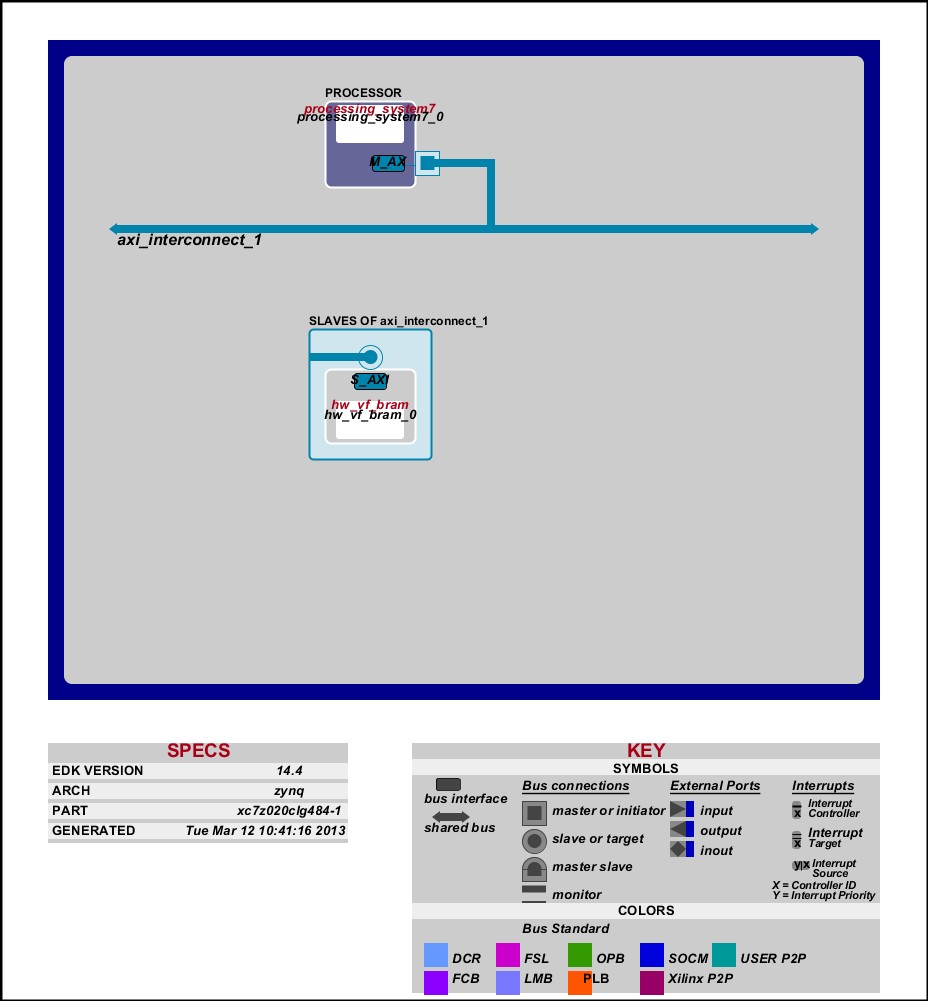 PROCESSOR
processing_system7
processing_system7_0
M_AX
axi_interconnect_1
SLAVES OF axi_interconnect_1
S_AXI
hw_vf_bram
hw_vf_bram_0
SPECS
EDK VERSION 14.4
ARCH zynq
PART xc7z020clg484-1
GENERATED Tue Mar 12 10:41:16 2013
KEY
SYMBOLS
bus interface
shared bus
Bus connections
master or initiator
slave or target
master slave
monitor
External Ports
input
output
inout
Interrupts
x
Interrupt
Controller
x
Interrupt
Target
y|x
Interrupt
Source
X = Controller ID
Y = Interrupt Priority
COLORS
Bus Standard
DCR FSL OPB SOCM USER P2P
FCB LMB PLB Xilinx P2P